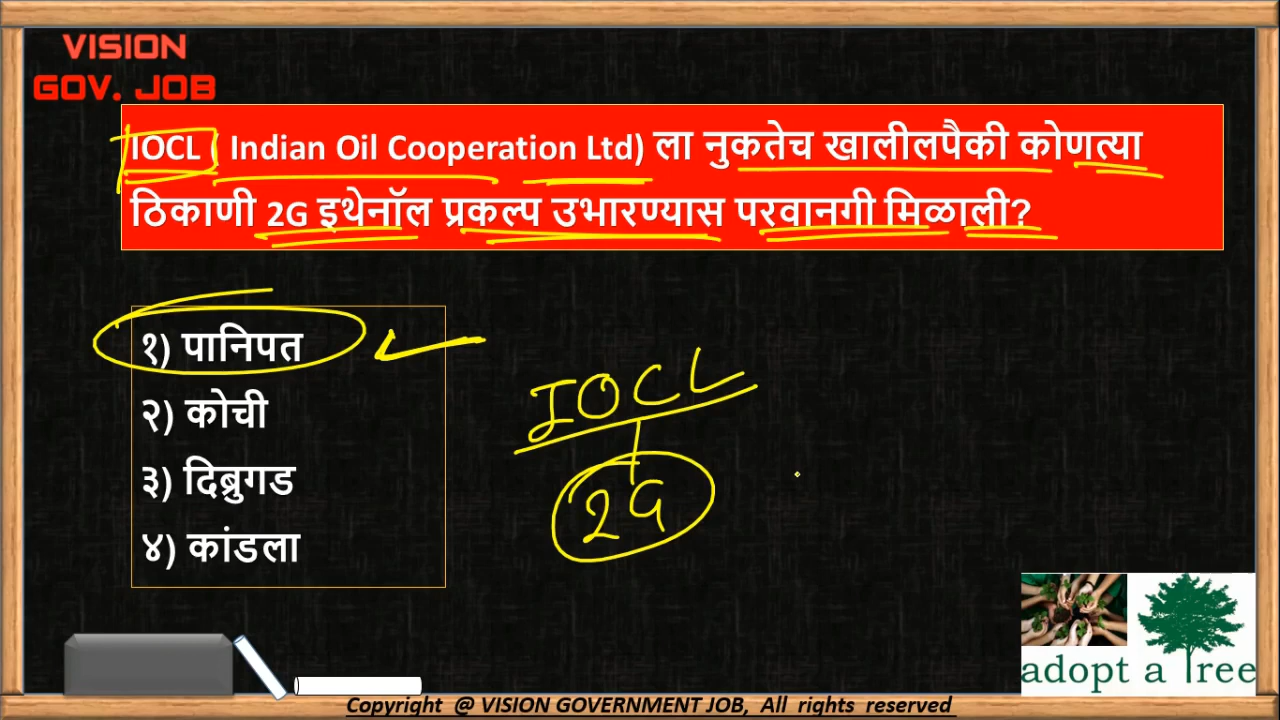 VISION
GOV. JOB
IOCL ( Indian Oil Cooperation Ltd) ला नुकतेच खालीलपैकी कोणत्या
ठिकाणी 2G इथेनॉल प्रकल्प उभारण्यास परवानगी मिळाली?
१) पानिपत
२) कोची
३) दिब्रुगड
४) कांडला
IOCL
2G
adopt a Tree
Copyright @ VISION GOVERNMENT JOB, All rights reserved